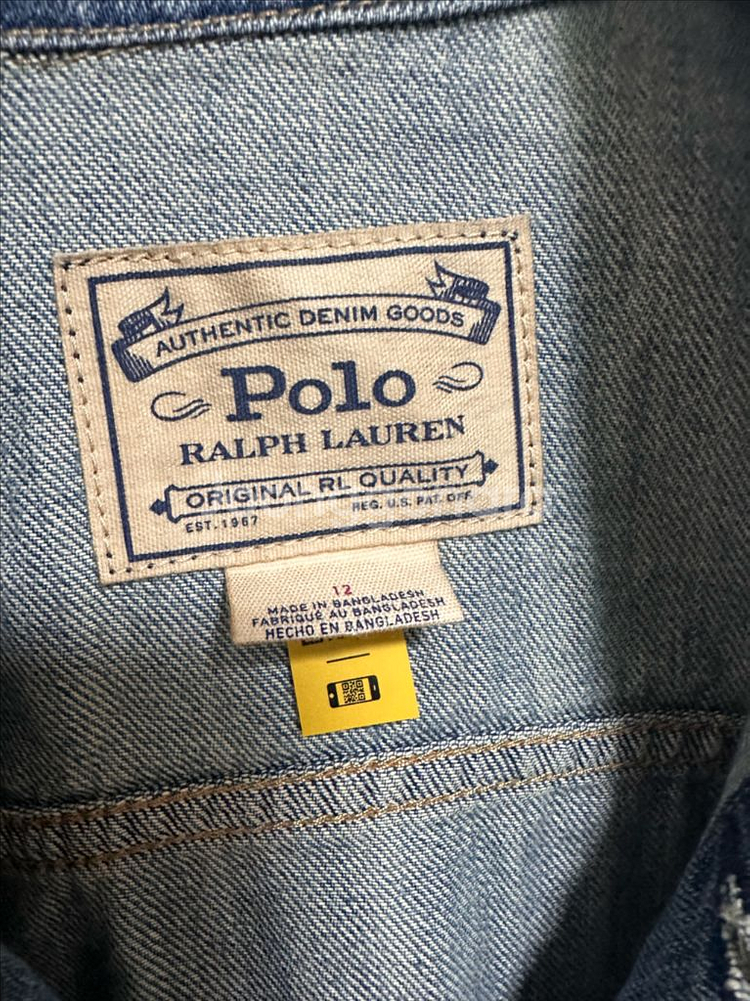 AUTHENTIC DENIM GOODS
Polo
RALPH LAUREN
ORIGINAL RL QUALITY
EST. 1967 REG. U.S. PAT. OFF.
12
MADE IN BANGLADESH
FABRIQUÉ AU BANGLADESH
HECHO EN BANGLADESH